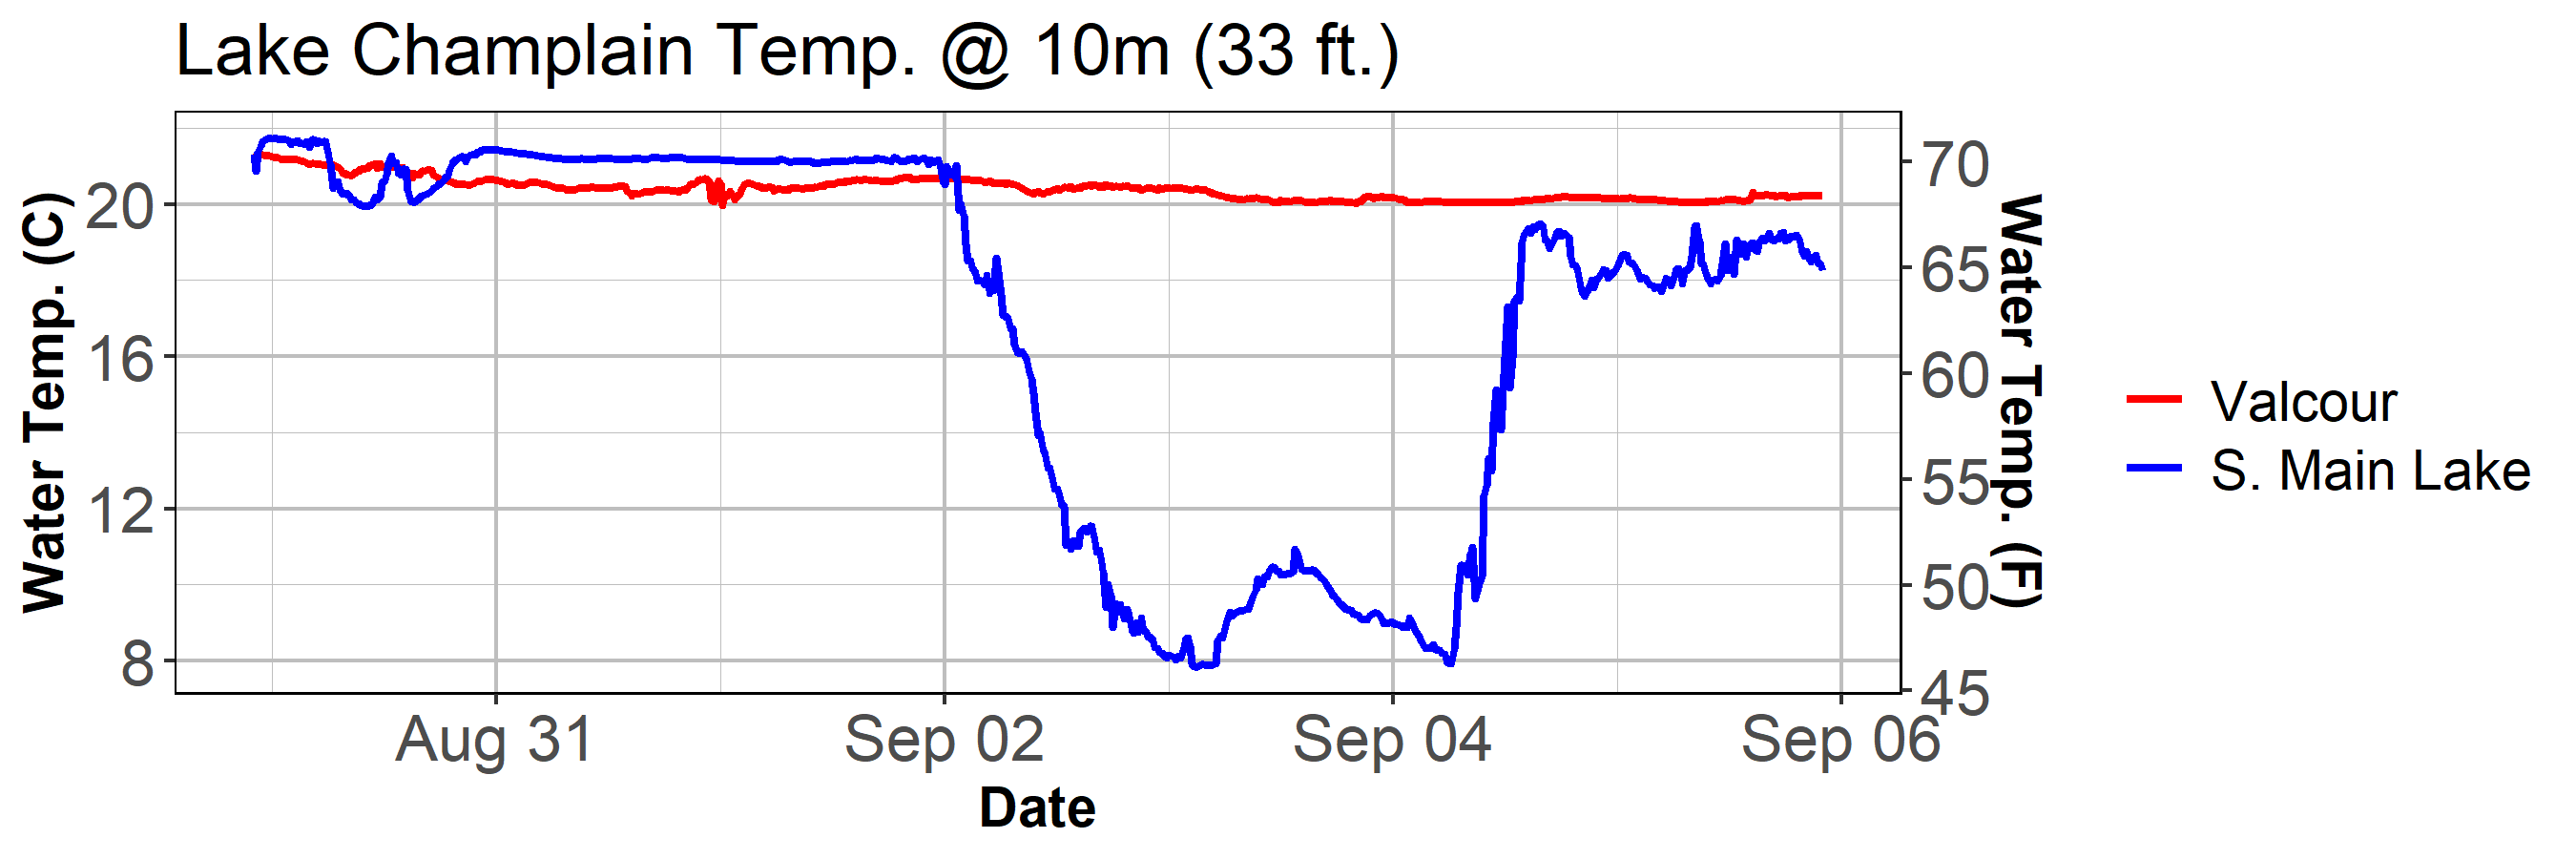 Lake Champlain Temp. @ 10m (33 ft.)
Water Temp. (C)
20
16
12
8
70
65
60
55
50
45
Water Temp. (F)
Aug 31
Sep 02
Sep 04
Sep 06
Date
Valcour
S. Main Lake